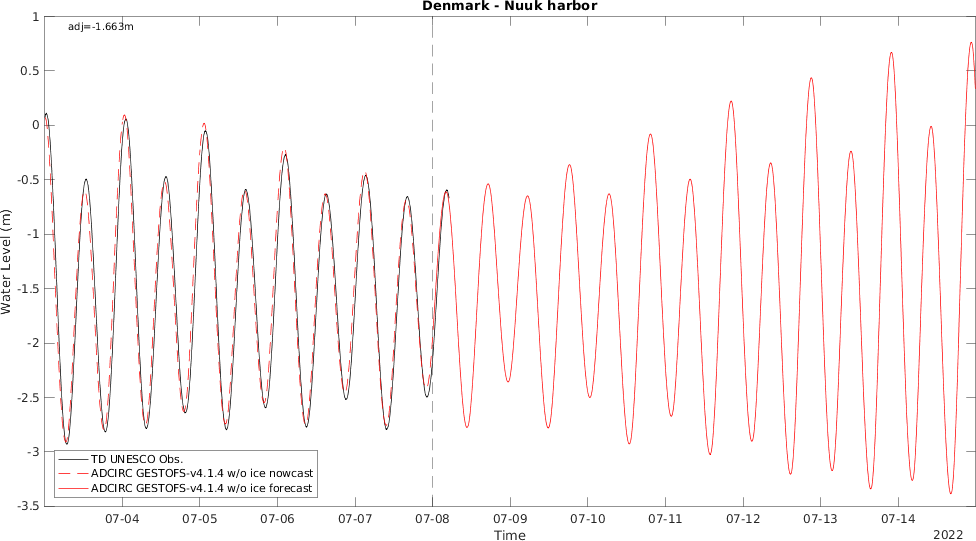 Denmark - Nuuk harbor
adj=-1.663m
Water Level (m)
1
0.5
0
-0.5
-1
-1.5
-2
-2.5
-3
-3.5
TD UNESCO Obs.
ADCIRC GESTOFS-v4.1.4 w/o ice nowcast
ADCIRC GESTOFS-v4.1.4 w/o ice forecast
07-04 07-05 07-06 07-07 07-08 07-09 07-10 07-11 07-12 07-13 07-14
Time
2022